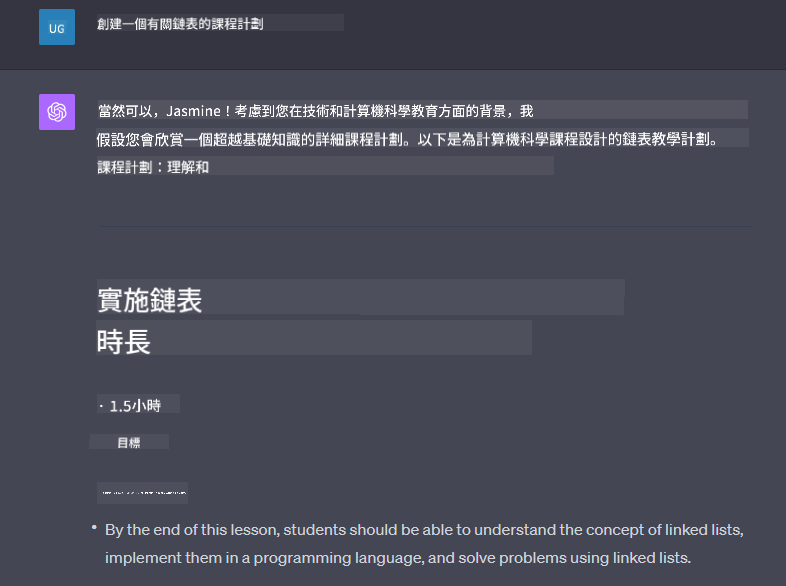 UG
創建一個有關鏈表的課程計劃
當然可以，Jasmine！考慮到您在技術和計算機科學教育方面的背景，我
假設您會欣賞一個超越基礎知識的詳細課程計劃。以下是為計算機科學課程設計的鏈表教學計劃。
課程計劃：理解和
實施鏈表
時長
· 1.5小時
目標
• By the end of this lesson, students should be able to understand the concept of linked lists,
implement them in a programming language, and solve problems using linked lists.